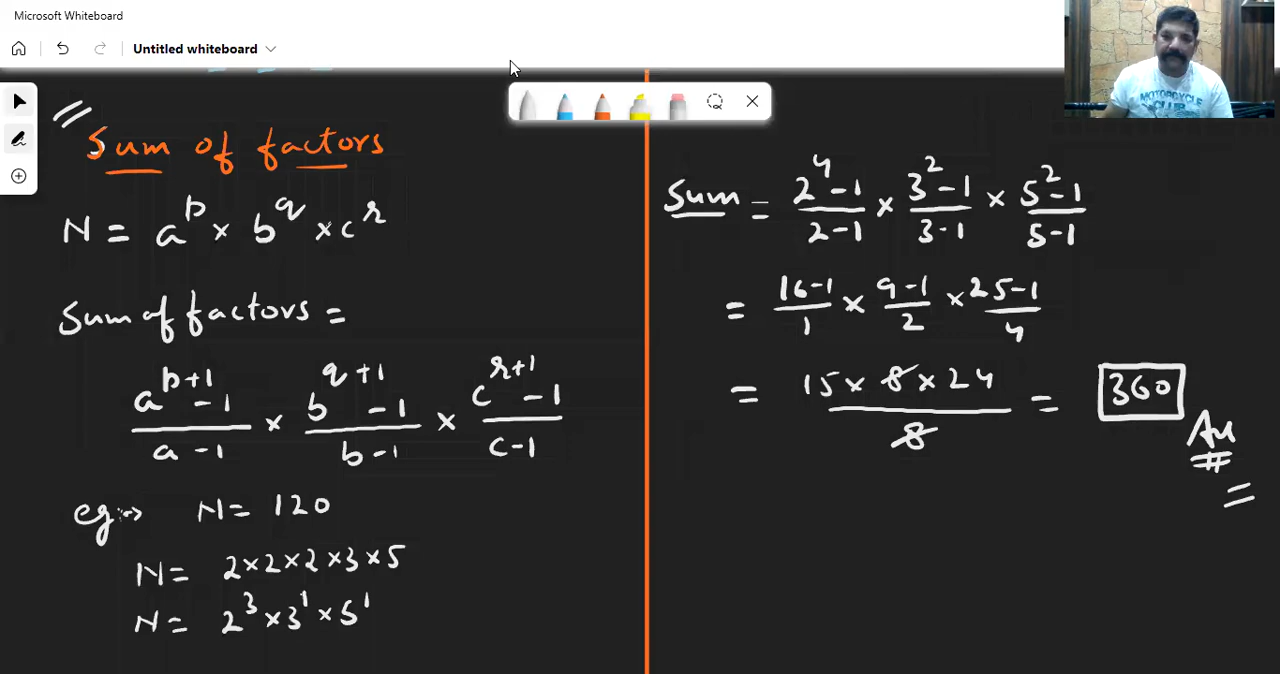 Microsoft Whiteboard
Untitled whiteboard
Sum of factors
N = a^p × b^q × c^r
Sum of factors =
(a^(p+1) - 1)/(a-1) × (b^(q+1) - 1)/(b-1) × (c^(r+1) - 1)/(c-1)
eg:→ N = 120
N = 2×2×2×3×5
N = 2^3 × 3^1 × 5^1
Sum = (2^4 - 1)/(2-1) × (3^2 - 1)/(3-1) × (5^2 - 1)/(5-1)
= (16-1)/1 × (9-1)/2 × (25-1)/4
= (15 × 8 × 24)/8 = 360
Ans
MOTORCYCLE
CLUB